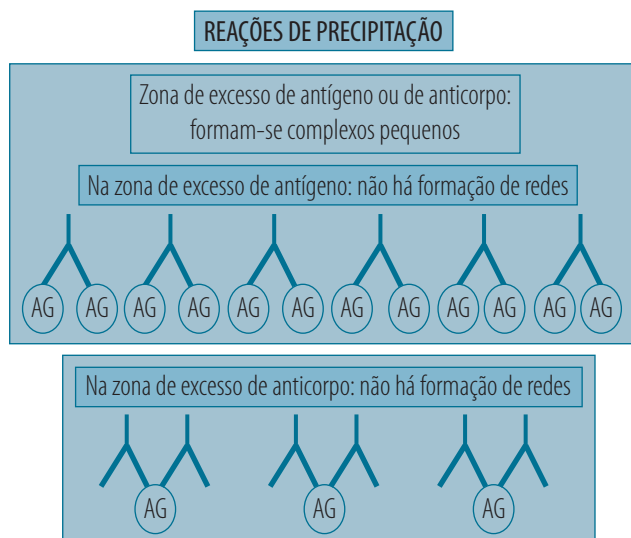 REAÇÕES DE PRECIPITAÇÃO
Zona de excesso de antígeno ou de anticorpo:
formam-se complexos pequenos
Na zona de excesso de antígeno: não há formação de redes
AG AG AG AG AG AG AG AG AG AG AG AG
Na zona de excesso de anticorpo: não há formação de redes
AG AG AG